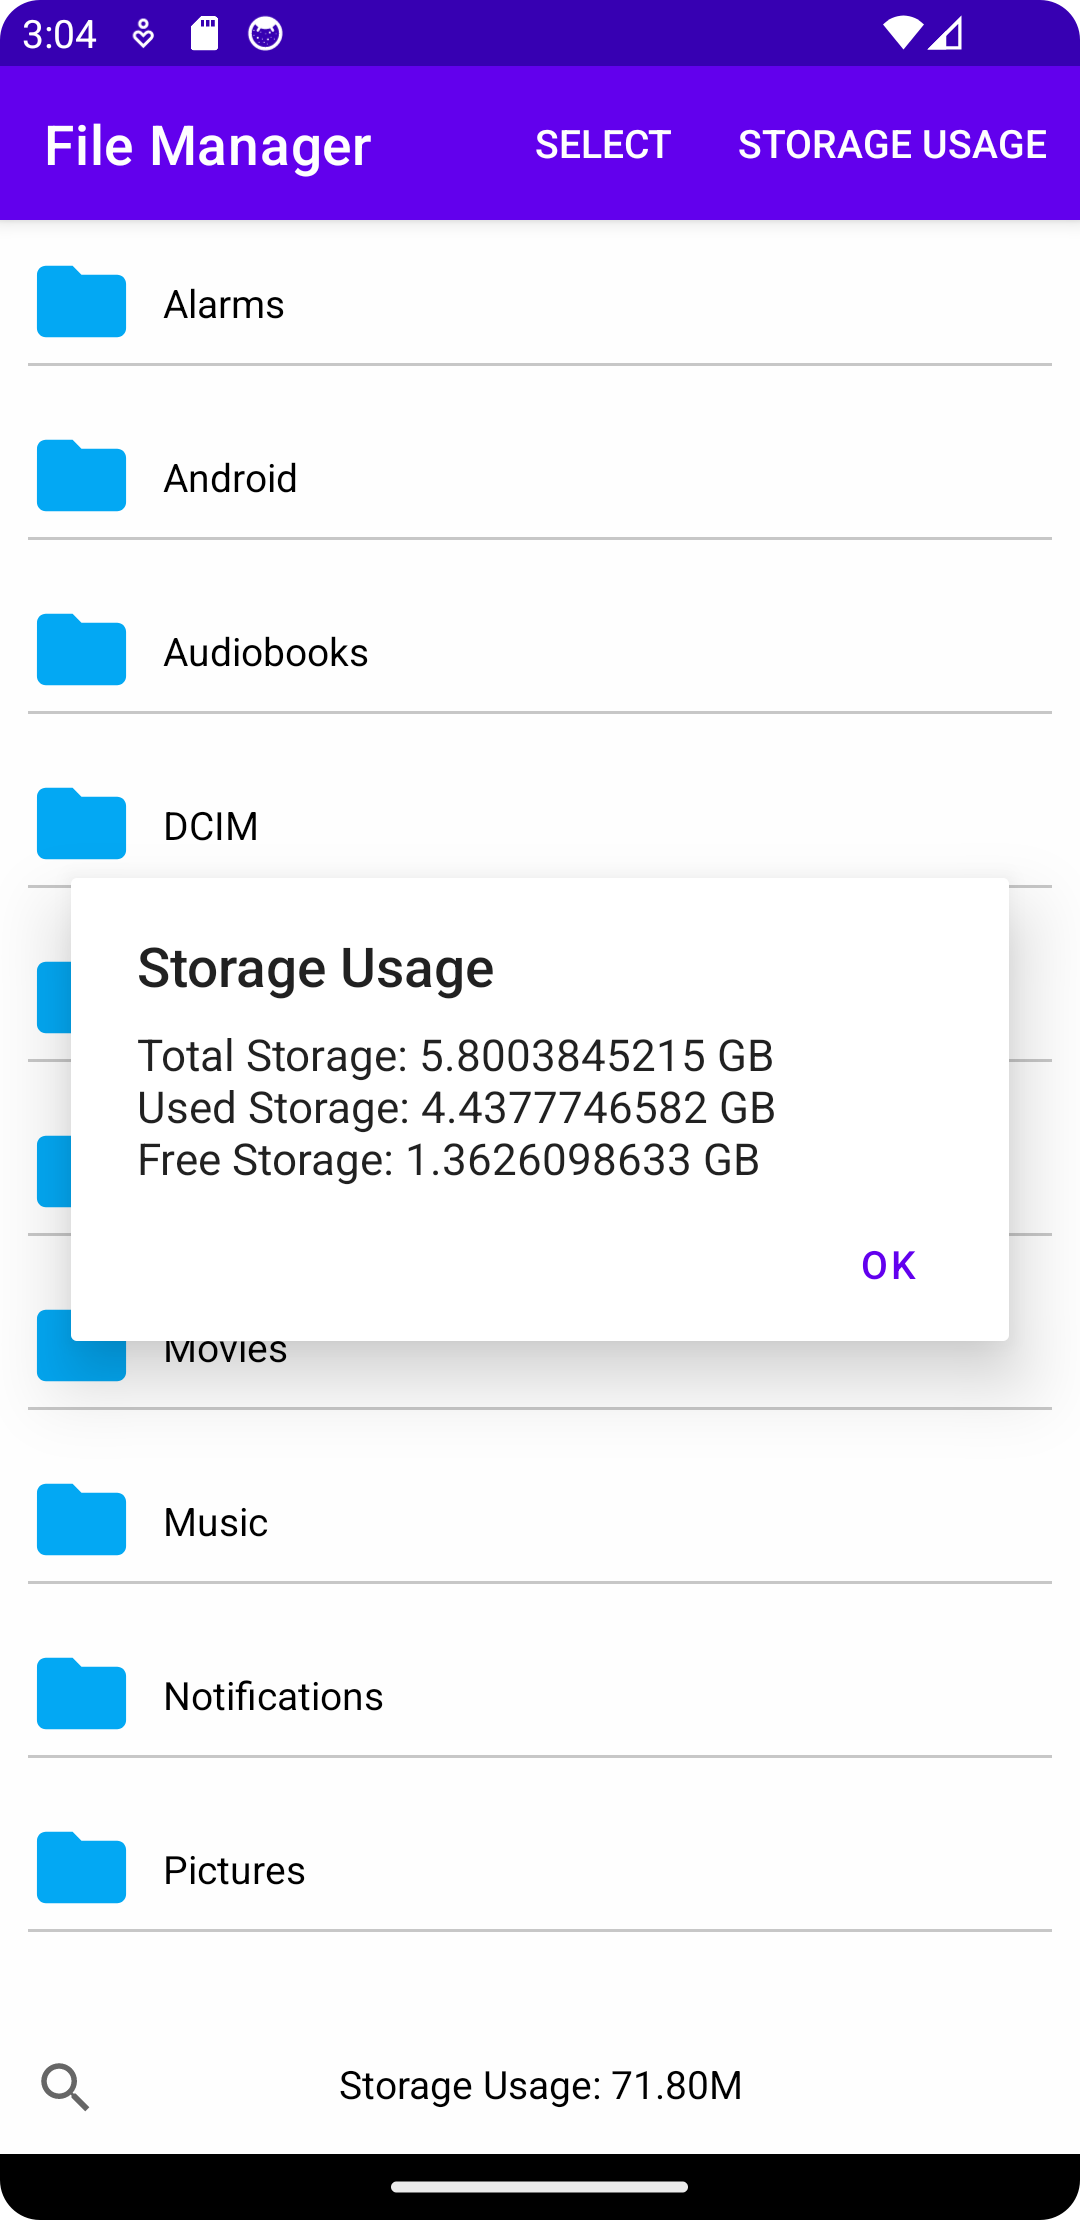 3:04
File Manager
SELECT
STORAGE USAGE
Alarms
Android
Audiobooks
DCIM
Storage Usage
Total Storage: 5.8003845215 GB
Used Storage: 4.4377746582 GB
Free Storage: 1.3626098633 GB
OK
Movies
Music
Notifications
Pictures
Storage Usage: 71.80M